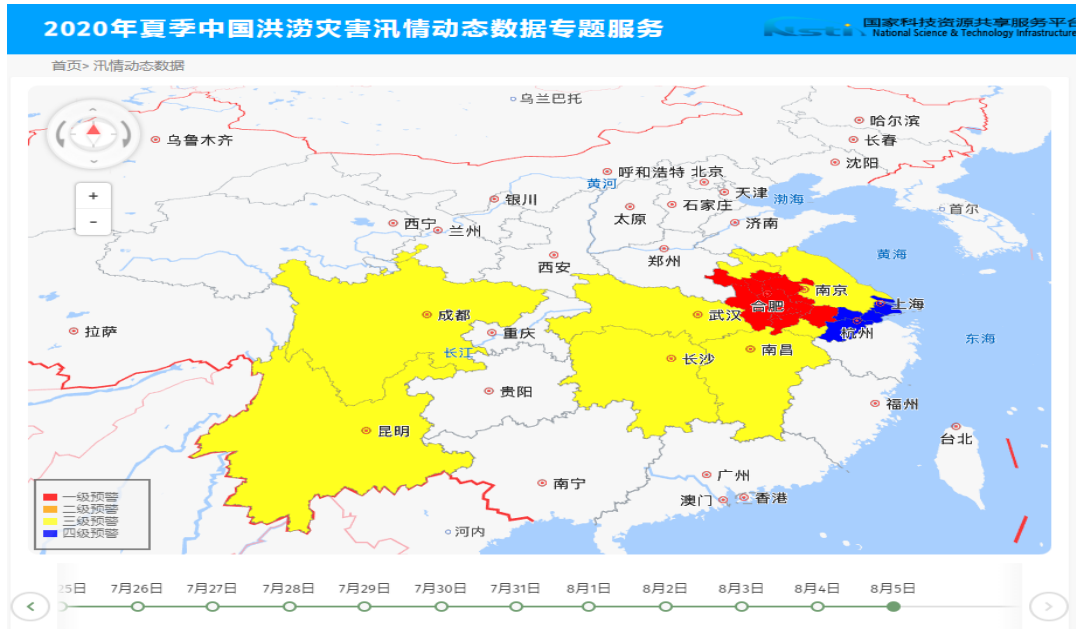 2020年夏季中国洪涝灾害汛情动态数据专题服务
Nsti
国家科技资源共享服务平台
National Science & Technology Infrastructure
首页> 汛情动态数据
乌兰巴托
哈尔滨
乌鲁木齐
长春
沈阳
呼和浩特 北京
黄河
天津
渤海
银川
石家庄
首尔
太原
济南
西宁
兰州
黄海
西安
郑州
南京
合肥
上海
成都
武汉
拉萨
重庆
杭州
东海
长江
长沙
南昌
贵阳
福州
昆明
台北
广州
南宁
澳门
香港
河内
一级预警
二级预警
三级预警
四级预警
+
-
25日 7月26日 7月27日 7月28日 7月29日 7月30日 7月31日 8月1日 8月2日 8月3日 8月4日 8月5日